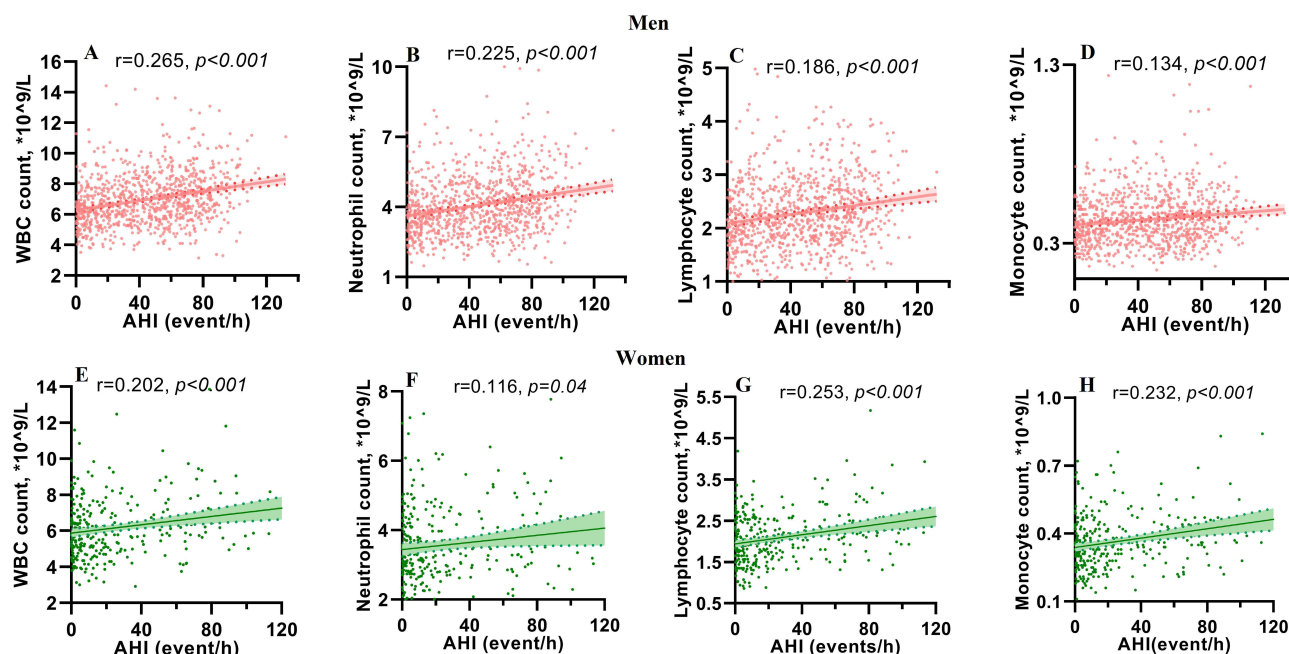 Men
A
r=0.265, p<0.001
WBC count, *10^9/L
16
14
12
10
8
6
4
2
0
40
80
120
AHI (event/h)
B
r=0.225, p<0.001
Neutrophil count, *10^9/L
10
7
4
1
0
40
80
120
AHI (event/h)
C
r=0.186, p<0.001
Lymphocyte count, *10^9/L
5
4
3
2
1
0
40
80
120
AHI (event/h)
D
r=0.134, p<0.001
Monocyte count, *10^9/L
1.3
0.3
0
40
80
120
AHI (event/h)
Women
E
r=0.202, p<0.001
WBC count, *10^9/L
14
12
10
8
6
4
2
0
40
80
120
AHI (event/h)
F
r=0.116, p=0.04
Neutrophil count, *10^9/L
8
6
4
2
0
40
80
120
AHI (event/h)
G
r=0.253, p<0.001
Lymphocyte count,*10^9/L
5.5
4.5
3.5
2.5
1.5
0.5
0
40
80
120
AHI (events/h)
H
r=0.232, p<0.001
Monocyte count, *10^9/L
1.0
0.7
0.4
0.1
0
40
80
120
AHI(event/h)